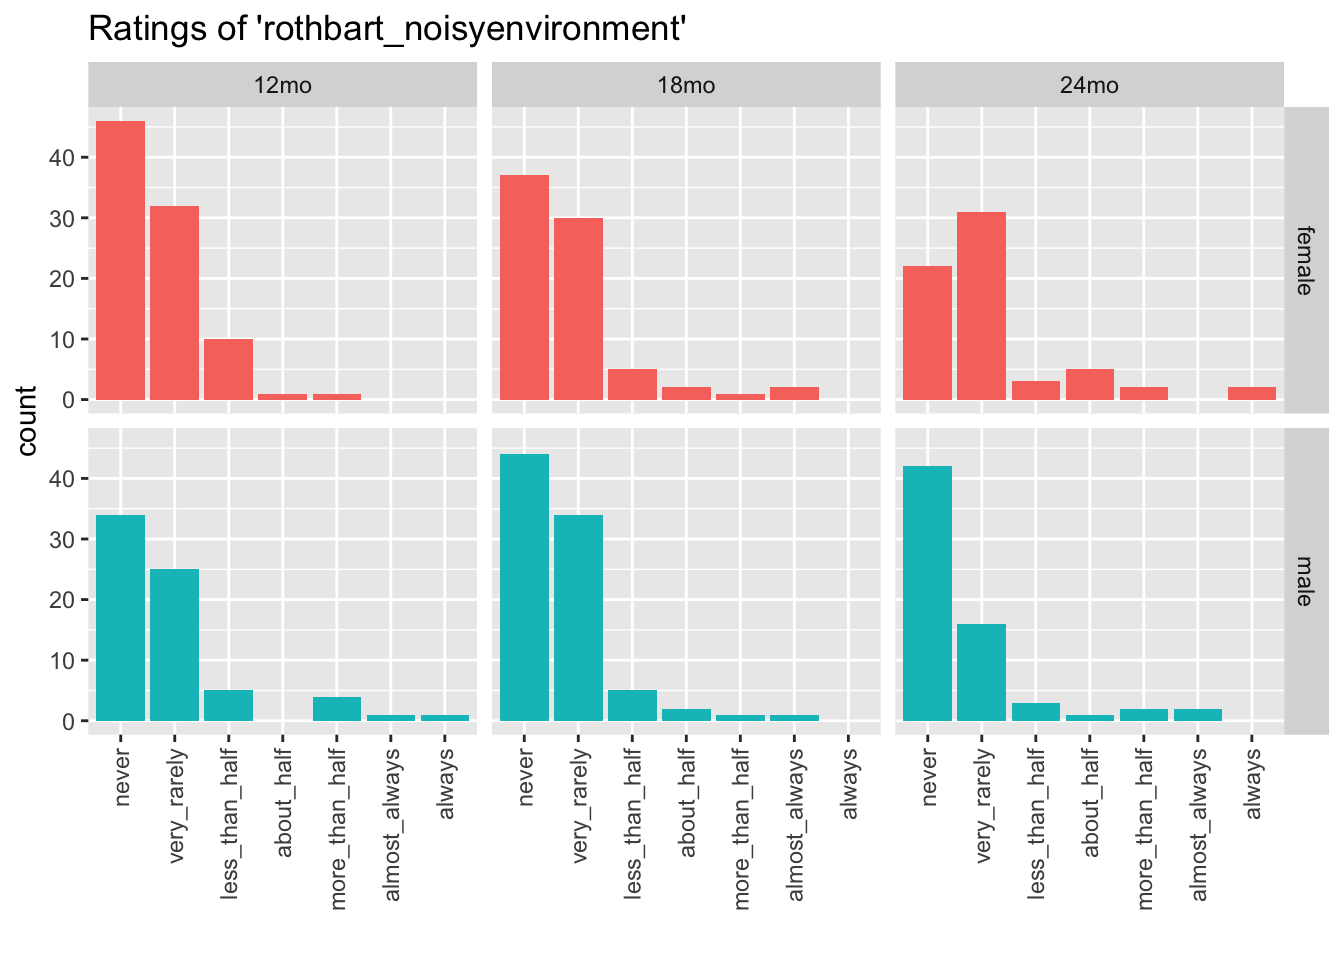 Ratings of 'rothbart_noisyenvironment'
12mo 18mo 24mo
count
40
30
20
10
0
female
40
30
20
10
0
male
never very_rarely less_than_half about_half more_than_half almost_always always never very_rarely less_than_half about_half more_than_half almost_always always never very_rarely less_than_half about_half more_than_half almost_always always